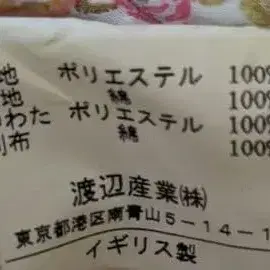 地 ポリエステル 100%
地 綿 100%
わた ポリエステル 100%
布 綿 100%
渡辺産業㈱
東京都港区南青山5-14-1
イギリス製